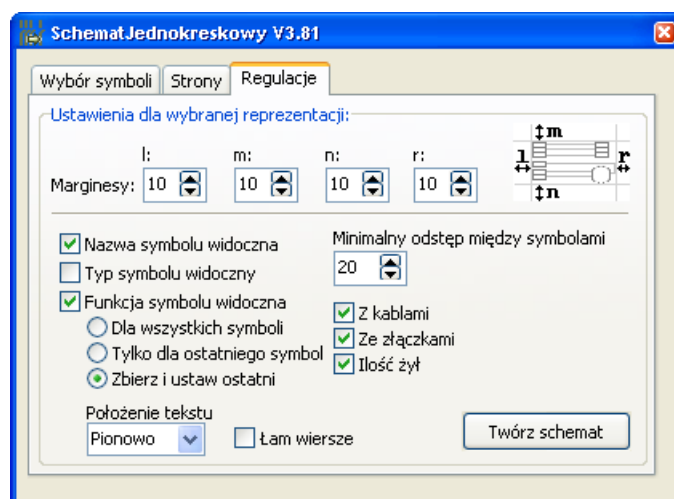 SchematJednokreskowy V3.81
Wybór symboli Strony Regulacje
Ustawienia dla wybranej reprezentacji:
l: m: n: r:
Marginesy: 10 10 10 10
m
l r
n
Nazwa symbolu widoczna
Typ symbolu widoczny
Funkcja symbolu widoczna
Dla wszystkich symboli
Tylko dla ostatniego symbol
Zbierz i ustaw ostatni
Minimalny odstęp między symbolami
20
Z kablami
Ze złączkami
Ilość żył
Położenie tekstu
Pionowo Łam wiersze Twórz schemat